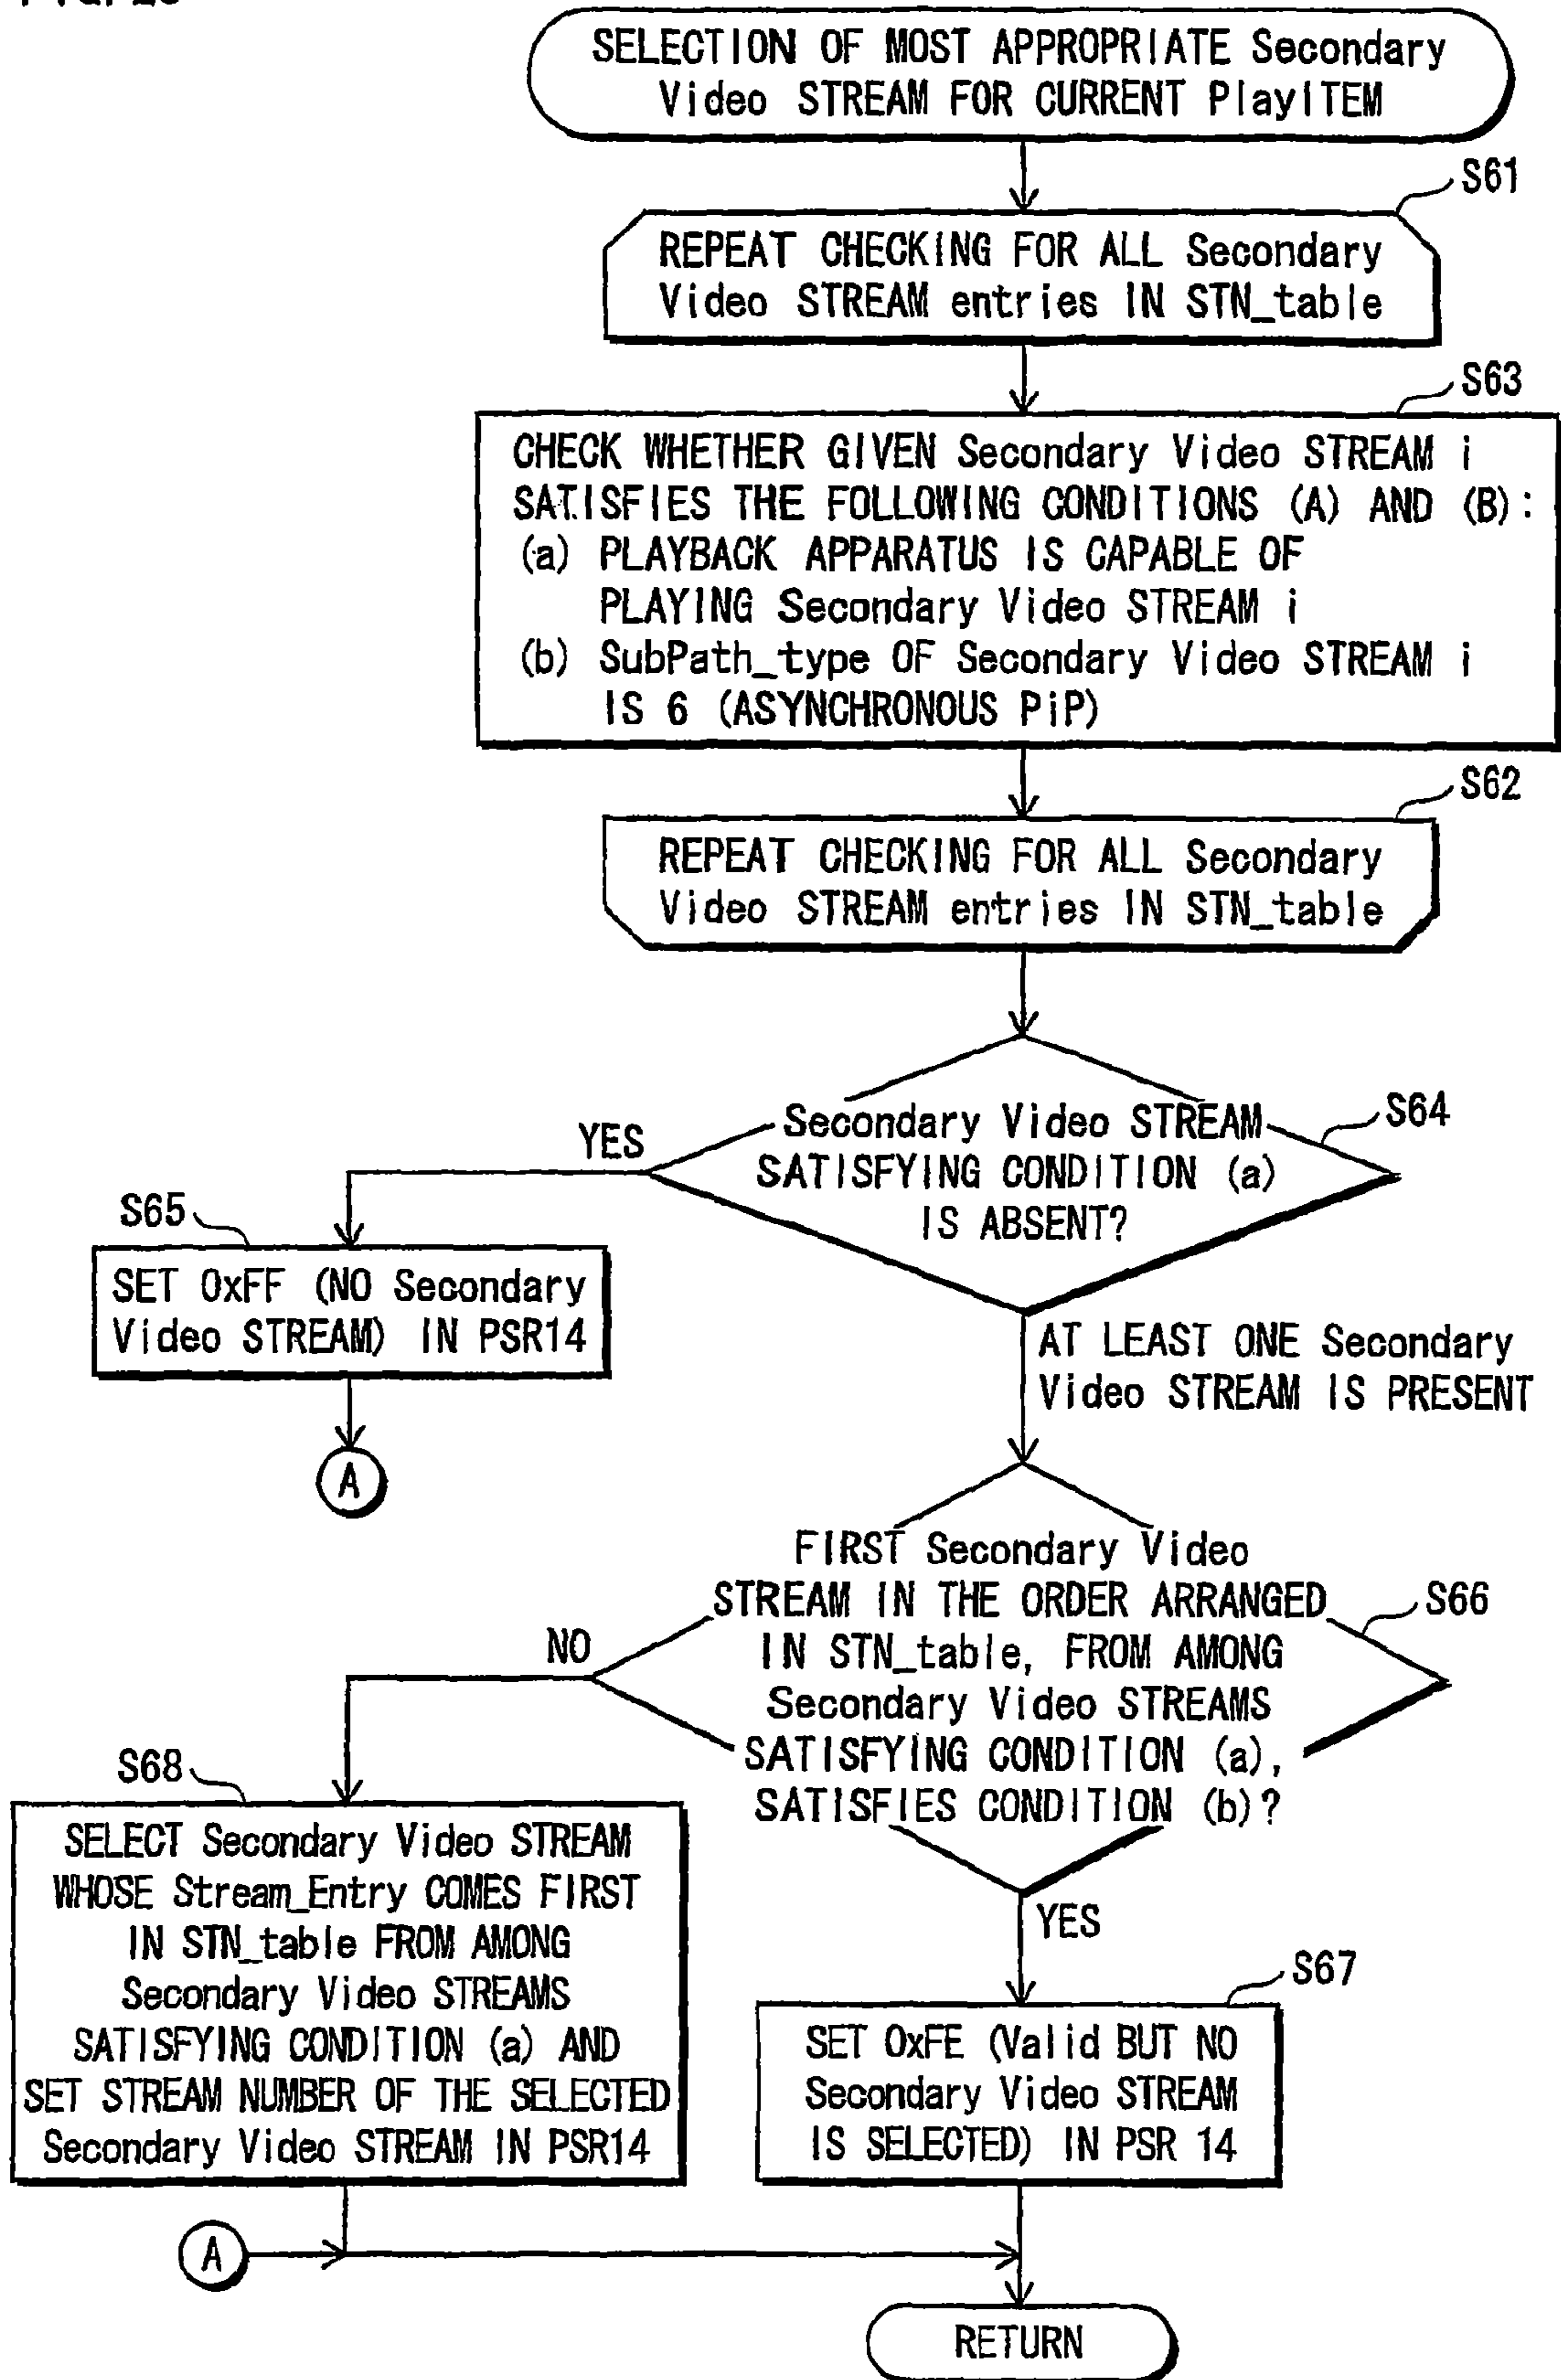 SELECTION OF MOST APPROPRIATE Secondary
Video STREAM FOR CURRENT PlayITEM
S61
REPEAT CHECKING FOR ALL Secondary
Video STREAM entries IN STN_table
S63
CHECK WHETHER GIVEN Secondary Video STREAM i
SATISFIES THE FOLLOWING CONDITIONS (A) AND (B):
(a) PLAYBACK APPARATUS IS CAPABLE OF
PLAYING Secondary Video STREAM i
(b) SubPath_type OF Secondary Video STREAM i
IS 6 (ASYNCHRONOUS PiP)
S62
REPEAT CHECKING FOR ALL Secondary
Video STREAM entries IN STN_table
S64
Secondary Video STREAM
SATISFYING CONDITION (a)
IS ABSENT?
YES
S65
SET 0xFF (NO Secondary
Video STREAM) IN PSR14
A
AT LEAST ONE Secondary
Video STREAM IS PRESENT
S66
FIRST Secondary Video
STREAM IN THE ORDER ARRANGED
IN STN_table, FROM AMONG
Secondary Video STREAMS
SATISFYING CONDITION (a),
SATISFIES CONDITION (b)?
NO
S68
SELECT Secondary Video STREAM
WHOSE Stream_Entry COMES FIRST
IN STN_table FROM AMONG
Secondary Video STREAMS
SATISFYING CONDITION (a) AND
SET STREAM NUMBER OF THE SELECTED
Secondary Video STREAM IN PSR14
YES
S67
SET 0xFE (Valid BUT NO
Secondary Video STREAM
IS SELECTED) IN PSR 14
A
RETURN